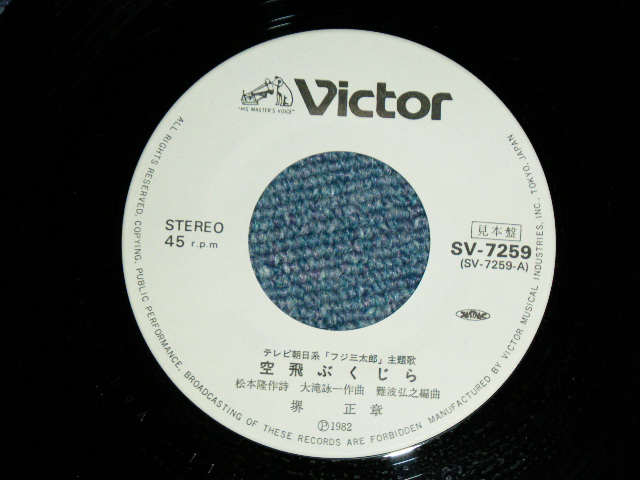 Victor
"HIS MASTER'S VOICE"
STEREO
45 r.p.m
見本盤
SV-7259
(SV-7259-A)
テレビ朝日系「フジ三太郎」主題歌
空飛ぶくじら
松本隆作詩 大滝詠一作曲 難波弘之編曲
堺 正章
Ⓟ1982
ALL RIGHTS RESERVED. COPYING, PUBLIC PERFORMANCE, BROADCASTING OF THESE RECORDS ARE FORBIDDEN MANUFACTURED BY VICTOR MUSICAL INDUSTRIES, INC., TOKYO, JAPAN